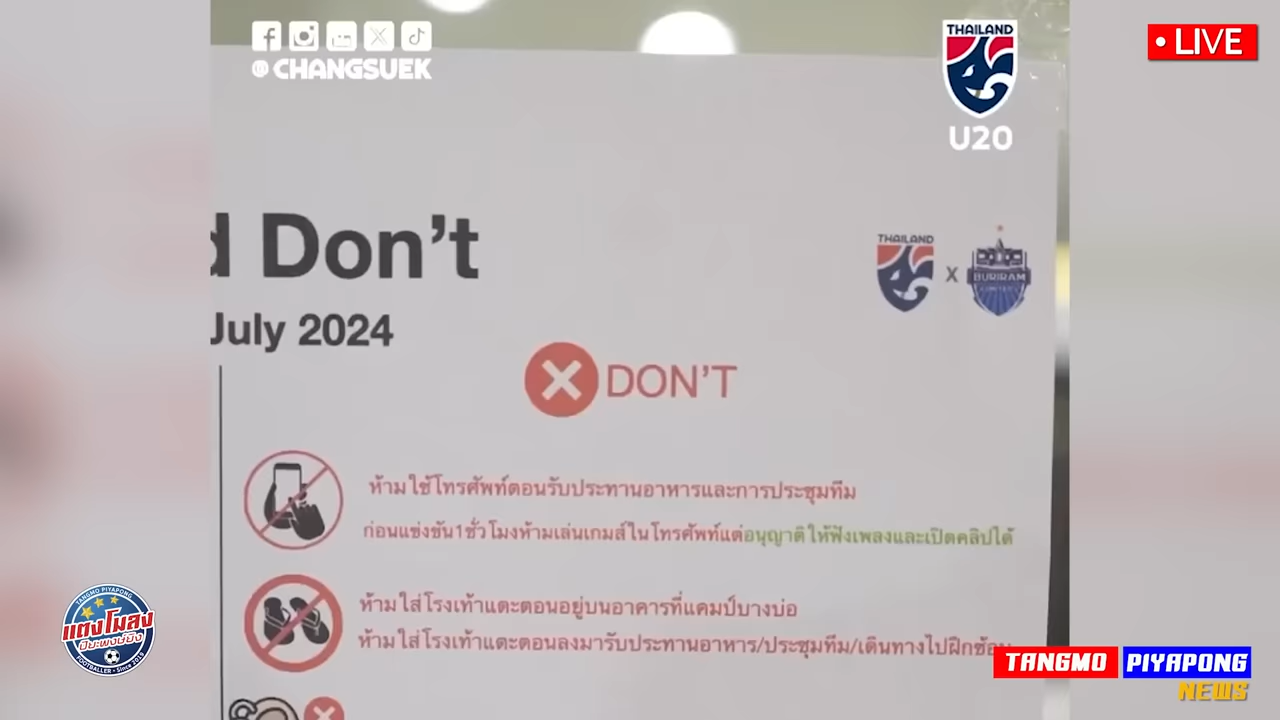 @CHANGSUEK
THAILAND
U20
• LIVE
d Don't
July 2024
THAILAND
X
BURIRAM
UNITED
DON'T
ห้ามใช้โทรศัพท์ตอนรับประทานอาหารและการประชุมทีม
ก่อนแข่งขัน1ชั่วโมงห้ามเล่นเกมส์ในโทรศัพท์แต่อนุญาติให้ฟังเพลงและเปิดคลิปได้
ห้ามใส่โรงเท้าแตะตอนอยู่บนอาคารที่แคมป์บางบ่อ
ห้ามใส่โรงเท้าแตะตอนลงมารับประทานอาหาร/ประชุมทีม/เดินทางไปฝึกซ้อม
TANGMO PIYAPONG
แตงโมลง
ปิยะพงษ์ยิง
FOOTBALLER • Since 2019
TANGMO PIYAPONG
NEWS